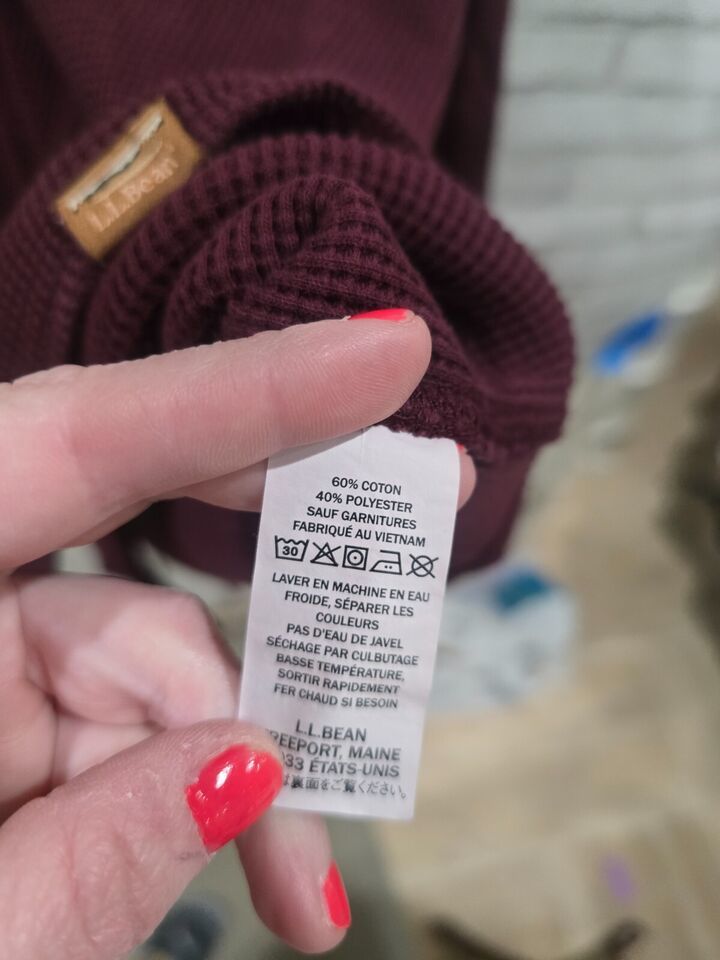 L.L.Bean
60% COTON
40% POLYESTER
SAUF GARNITURES
FABRIQUÉ AU VIETNAM
30
LAVER EN MACHINE EN EAU
FROIDE, SÉPARER LES
COULEURS
PAS D'EAU DE JAVEL
SÉCHAGE PAR CULBUTAGE
BASSE TEMPÉRATURE,
SORTIR RAPIDEMENT
FER CHAUD SI BESOIN
L.L.BEAN
REEPORT, MAINE
033 ÉTATS-UNIS
は裏面をご覧ください。